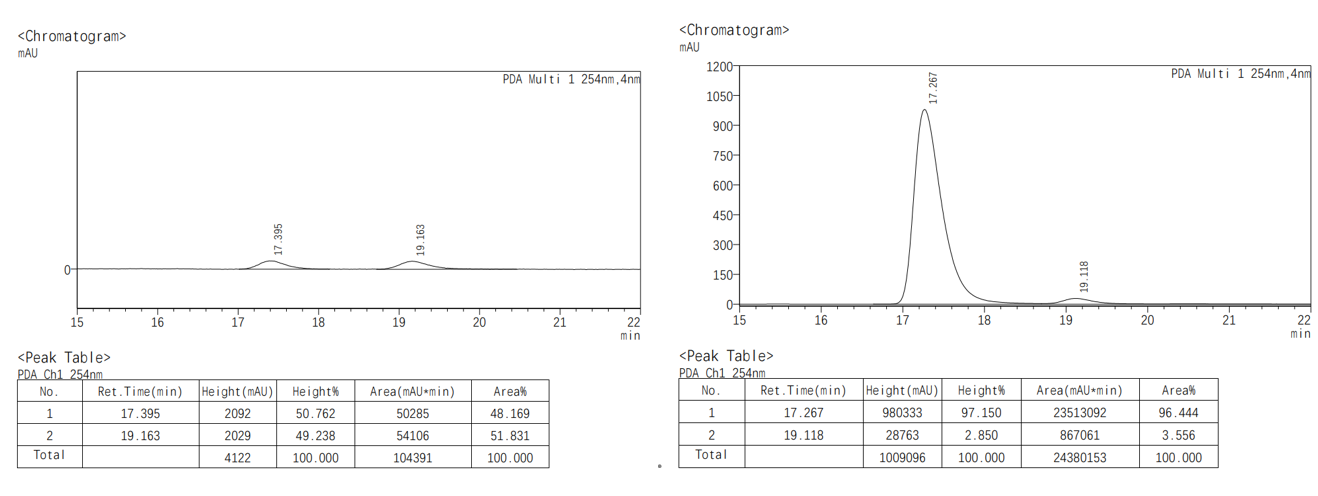 <Chromatogram>
mAU
PDA Multi 1 254nm,4nm
17.395
19.163
0
15 16 17 18 19 20 21 22
min
<Peak Table>
PDA Ch1 254nm
No. Ret.Time(min) Height(mAU) Height% Area(mAU*min) Area%
1 17.395 2092 50.762 50285 48.169
2 19.163 2029 49.238 54106 51.831
Total 4122 100.000 104391 100.000
<Chromatogram>
mAU
1200
PDA Multi 1 254nm,4nm
17.267
1050
900
750
600
450
300
19.118
150
0
15 16 17 18 19 20 21 22
min
<Peak Table>
PDA Ch1 254nm
No. Ret.Time(min) Height(mAU) Height% Area(mAU*min) Area%
1 17.267 980333 97.150 23513092 96.444
2 19.118 28763 2.850 867061 3.556
Total 1009096 100.000 24380153 100.000